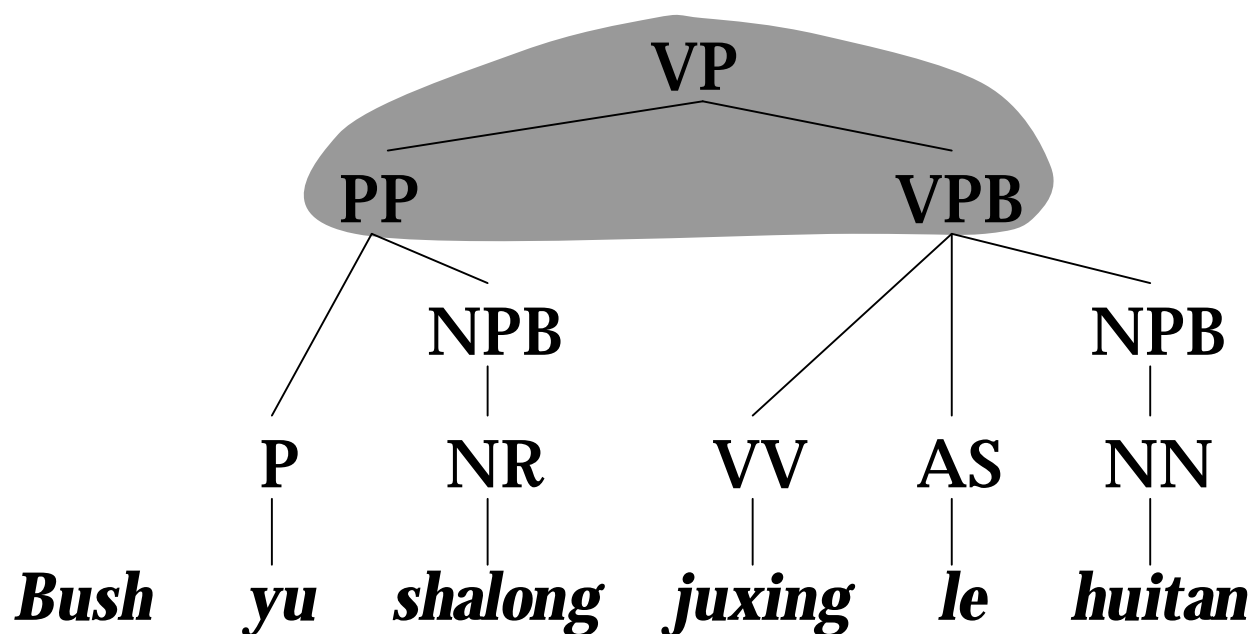 VP
PP VPB
NPB NPB
P NR VV AS NN
Bush yu shalong juxing le huitan